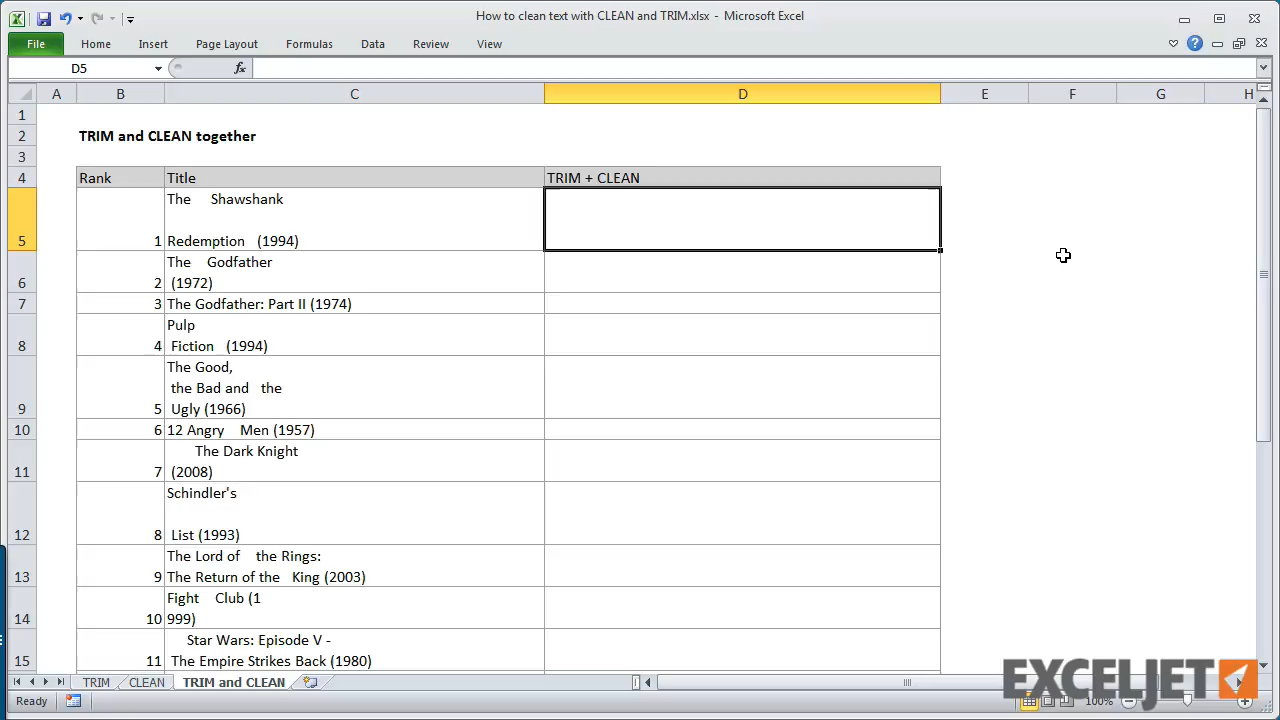 How to clean text with CLEAN and TRIM.xlsx - Microsoft Excel
File Home Insert Page Layout Formulas Data Review View
D5 fx
A B C D E F G H
1
2 TRIM and CLEAN together
3
4 Rank Title TRIM + CLEAN
The Shawshank
5 1 Redemption (1994)
The Godfather
6 2 (1972)
7 3 The Godfather: Part II (1974)
Pulp
8 4 Fiction (1994)
The Good,
the Bad and the
9 5 Ugly (1966)
10 6 12 Angry Men (1957)
The Dark Knight
11 7 (2008)
Schindler's
12 8 List (1993)
The Lord of the Rings:
13 9 The Return of the King (2003)
Fight Club (1
14 10 999)
Star Wars: Episode V -
15 11 The Empire Strikes Back (1980)
TRIM CLEAN TRIM and CLEAN
EXCELJET
Ready 100%